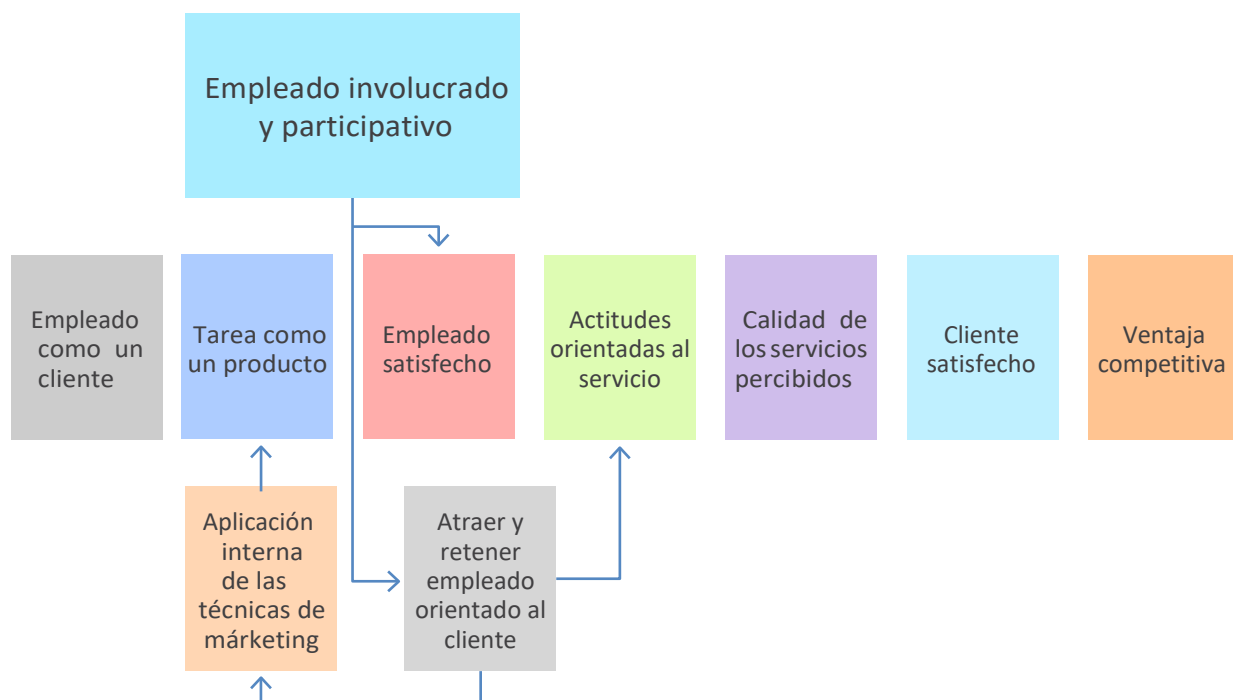 Empleado involucrado
y participativo
Empleado
como un
cliente
Tarea como
un producto
Empleado
satisfecho
Actitudes
orientadas al
servicio
Calidad de
los servicios
percibidos
Cliente
satisfecho
Ventaja
competitiva
Aplicación
interna
de las
técnicas de
márketing
Atraer y
retener
empleado
orientado al
cliente